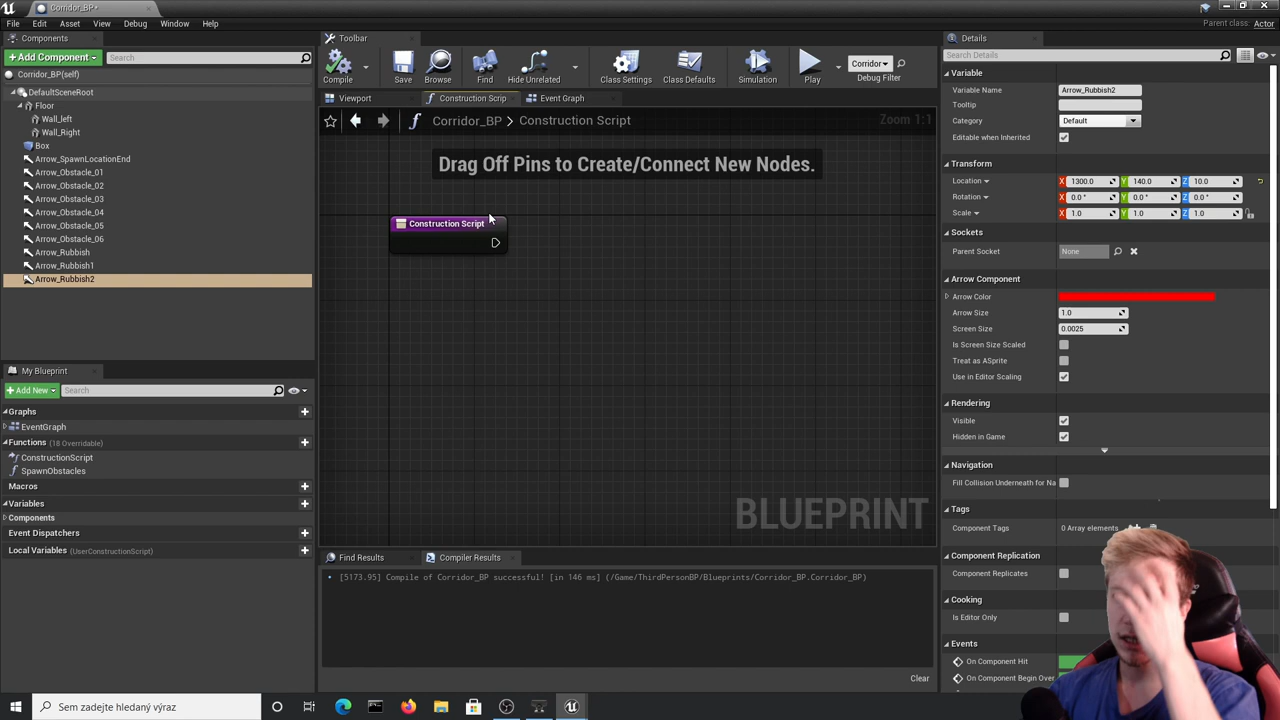 Corridor_BP*
Parent class: Actor
File Edit Asset View Debug Window Help
Components
Toolbar
Details
+ Add Component
Search
Search Details
Corridor_BP(self)
Compile
Save
Browse
Find
Hide Unrelated
Class Settings
Class Defaults
Simulation
Play
Corridor
Debug Filter
DefaultSceneRoot
Floor
Wall_left
Wall_Right
Box
Arrow_SpawnLocationEnd
Arrow_Obstacle_01
Arrow_Obstacle_02
Arrow_Obstacle_03
Arrow_Obstacle_04
Arrow_Obstacle_05
Arrow_Obstacle_06
Arrow_Rubbish
Arrow_Rubbish1
Arrow_Rubbish2
Viewport
Construction Scrip
Event Graph
Corridor_BP > Construction Script
Zoom 1:1
Drag Off Pins to Create/Connect New Nodes.
Construction Script
BLUEPRINT
My Blueprint
+ Add New
Search
Graphs
EventGraph
Functions (18 Overridable)
ConstructionScript
SpawnObstacles
Macros
Variables
Components
Event Dispatchers
Local Variables (UserConstructionScript)
Find Results
Compiler Results
[5173.95] Compile of Corridor_BP successful! [in 146 ms] (/Game/ThirdPersonBP/Blueprints/Corridor_BP.Corridor_BP)
Clear
Variable
Variable Name Arrow_Rubbish2
Tooltip
Category Default
Editable when Inherited
Transform
Location X 1300.0 Y 140.0 Z 10.0
Rotation X 0.0 ° Y 0.0 ° Z 0.0 °
Scale X 1.0 Y 1.0 Z 1.0
Sockets
Parent Socket None
Arrow Component
Arrow Color
Arrow Size 1.0
Screen Size 0.0025
Is Screen Size Scaled
Treat as ASprite
Use in Editor Scaling
Rendering
Visible
Hidden in Game
Navigation
Fill Collision Underneath for Na
Tags
Component Tags 0 Array elements
Component Replication
Component Replicates
Cooking
Is Editor Only
Events
On Component Hit
On Component Begin Over
Sem zadejte hledaný výraz